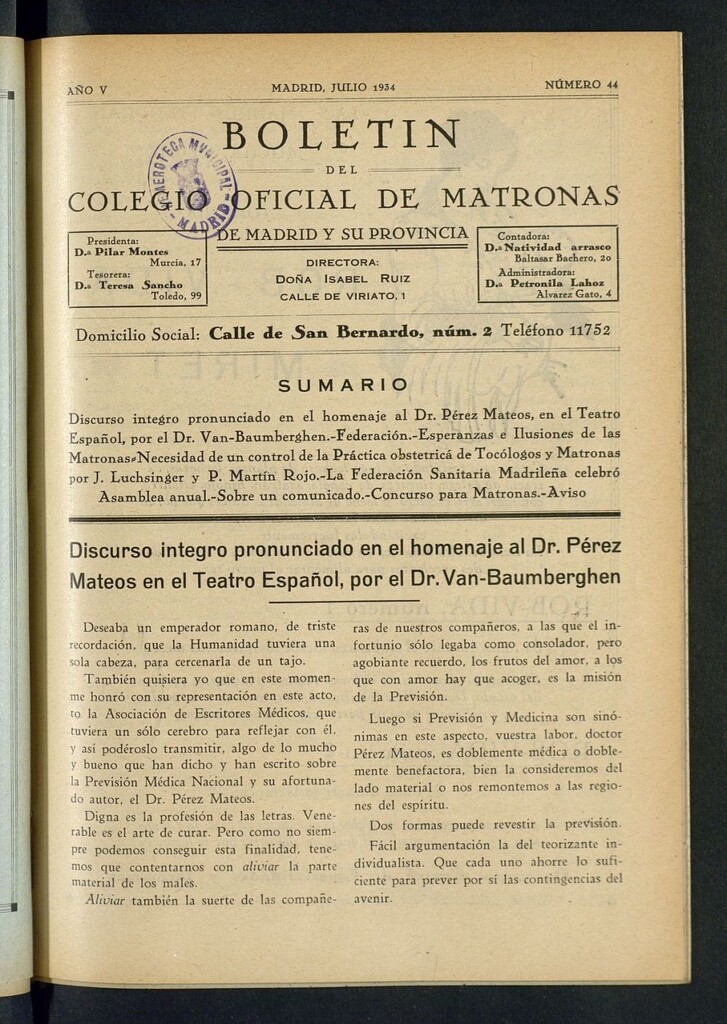 AÑO V
MADRID, JULIO 1934
NÚMERO 44
BOLETIN
DEL
COLEGIO OFICIAL DE MATRONAS
DE MADRID Y SU PROVINCIA
HEMEROTECA MUNICIPAL
- MADRID -
Presidenta:
D.a Pilar Montes
Murcia, 17
Tesorera:
D.a Teresa Sancho
Toledo, 99
DIRECTORA:
DOÑA ISABEL RUIZ
CALLE DE VIRIATO, 1
Contadora:
D.a Natividad arrasco
Baltasar Bachero, 20
Administradora:
D.a Petronila Lahoz
Alvarez Gato, 4
Domicilio Social: Calle de San Bernardo, núm. 2 Teléfono 11752
SUMARIO
Discurso integro pronunciado en el homenaje al Dr. Pérez Mateos, en el Teatro
Español, por el Dr. Van-Baumberghen.-Federación.-Esperanzas e Ilusiones de las
Matronas-Necesidad de un control de la Práctica obstetricá de Tocólogos y Matronas
por J. Luchsinger y P. Martín Rojo.-La Federación Sanitaria Madrileña celebró
Asamblea anual.-Sobre un comunicado.-Concurso para Matronas.-Aviso
Discurso integro pronunciado en el homenaje al Dr. Pérez
Mateos en el Teatro Español, por el Dr. Van-Baumberghen
Deseaba un emperador romano, de triste
recordación, que la Humanidad tuviera una
sola cabeza, para cercenarla de un tajo.
También quisiera yo que en este momen-
me honró con su representación en este acto,
to la Asociación de Escritores Médicos, que
tuviera un sólo cerebro para reflejar con él,
y así podéroslo transmitir, algo de lo mucho
y bueno que han dicho y han escrito sobre
la Previsión Médica Nacional y su afortuna-
do autor, el Dr. Pérez Mateos.
Digna es la profesión de las letras. Vene-
rable es el arte de curar. Pero como no siem-
pre podemos conseguir esta finalidad, tene-
mos que contentarnos con aliviar la parte
material de los males.
Aliviar también la suerte de las compañe-
ras de nuestros compañeros, a las que el in-
fortunio sólo legaba como consolador, pero
agobiante recuerdo, los frutos del amor, a los
que con amor hay que acoger, es la misión
de la Previsión.
Luego si Previsión y Medicina son sinó-
nimas en este aspecto, vuestra labor, doctor
Pérez Mateos, es doblemente médica o doble-
mente benefactora, bien la consideremos del
lado material o nos remontemos a las regio-
nes del espíritu.
Dos formas puede revestir la previsión.
Fácil argumentación la del teorizante in-
dividualista. Que cada uno ahorre lo sufi-
ciente para prever por sí las contingencias del
avenir.